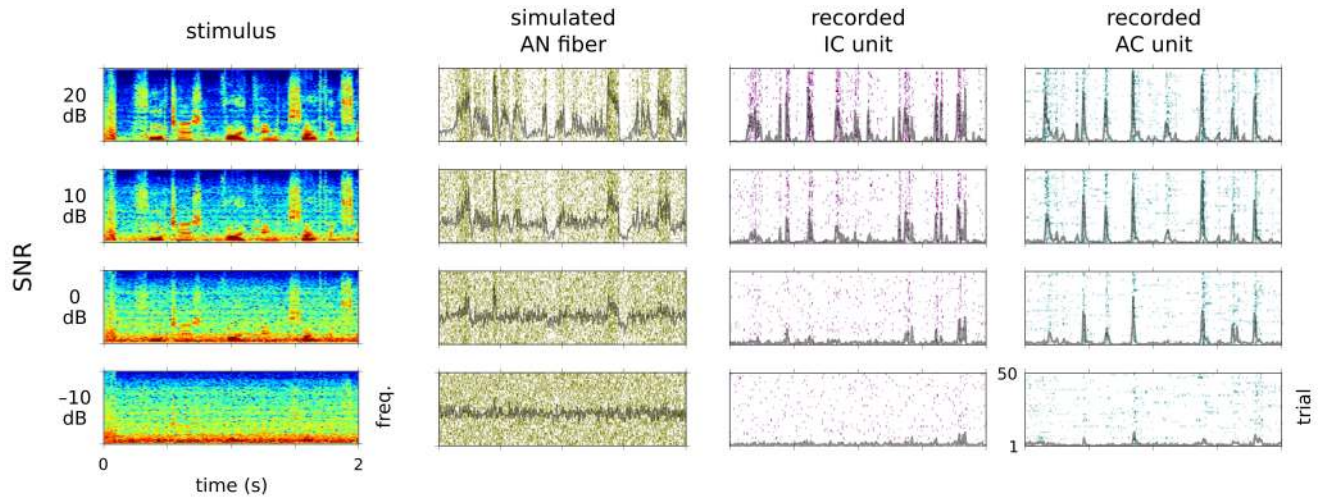 stimulus
simulated
AN fiber
recorded
IC unit
recorded
AC unit
SNR
20
dB
10
dB
0
dB
–10
dB
freq.
50
1
trial
0
2
time (s)